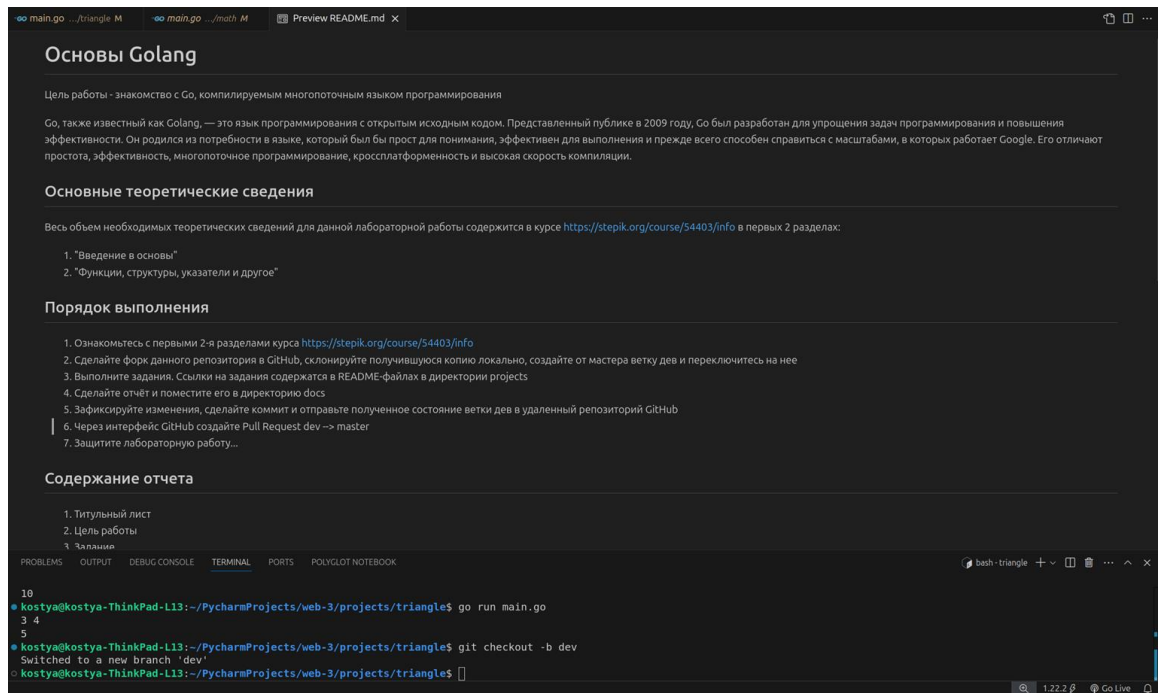 main.go .../triangle M main.go .../math M Preview README.md
Основы Golang
Цель работы - знакомство с Go, компилируемым многопоточным языком программирования
Go, также известный как Golang, — это язык программирования с открытым исходным кодом. Представленный публике в 2009 году, Go был разработан для упрощения задач программирования и повышения
эффективности. Он родился из потребности в языке, который был бы прост для понимания, эффективен для выполнения и прежде всего способен справиться с масштабами, в которых работает Google. Его отличают
простота, эффективность, многопоточное программирование, кроссплатформенность и высокая скорость компиляции.
Основные теоретические сведения
Весь объем необходимых теоретических сведений для данной лабораторной работы содержится в курсе https://stepik.org/course/54403/info в первых 2 разделах:
1. "Введение в основы"
2. "Функции, структуры, указатели и другое"
Порядок выполнения
1. Ознакомьтесь с первыми 2-я разделами курса https://stepik.org/course/54403/info
2. Сделайте форк данного репозитория в GitHub, склонируйте получившуюся копию локально, создайте от мастера ветку дев и переключитесь на нее
3. Выполните задания. Ссылки на задания содержатся в README-файлах в директории projects
4. Сделайте отчёт и поместите его в директорию docs
5. Зафиксируйте изменения, сделайте коммит и отправьте полученное состояние ветки дев в удаленный репозиторий GitHub
6. Через интерфейс GitHub создайте Pull Request dev --> master
7. Защитите лабораторную работу...
Содержание отчета
1. Титульный лист
2. Цель работы
3. Задание
PROBLEMS OUTPUT DEBUG CONSOLE TERMINAL PORTS POLYGLOT NOTEBOOK bash - triangle
10
kostya@kostya-ThinkPad-L13:~/PycharmProjects/web-3/projects/triangle$ go run main.go
3 4
5
kostya@kostya-ThinkPad-L13:~/PycharmProjects/web-3/projects/triangle$ git checkout -b dev
Switched to a new branch 'dev'
kostya@kostya-ThinkPad-L13:~/PycharmProjects/web-3/projects/triangle$
1.22.2 Go Live